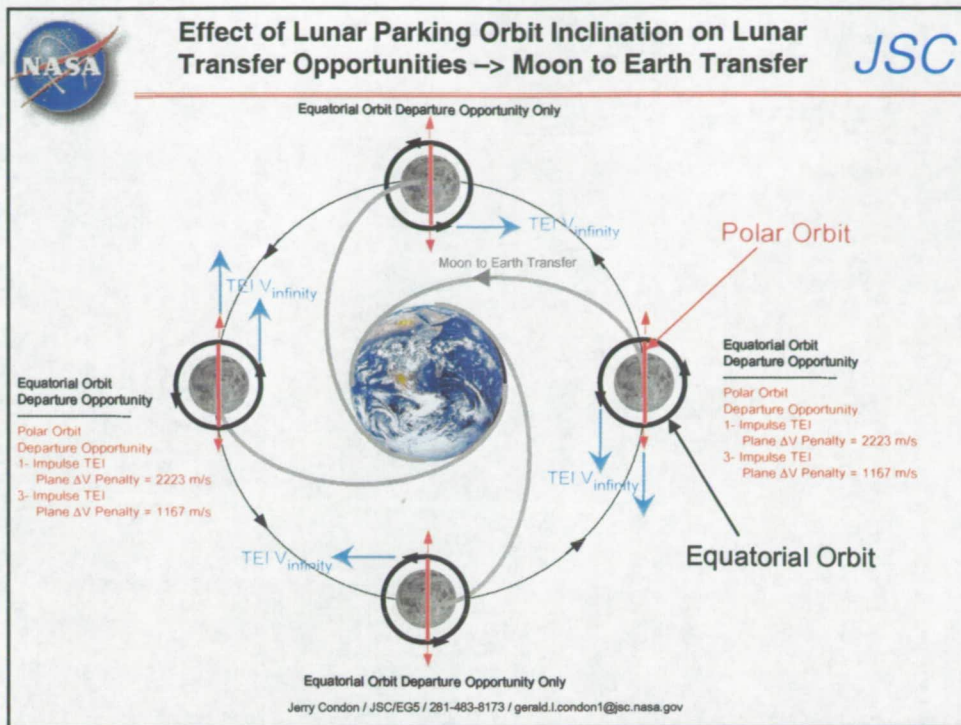 NASA
Effect of Lunar Parking Orbit Inclination on Lunar
Transfer Opportunities –> Moon to Earth Transfer
JSC
Equatorial Orbit Departure Opportunity Only
TEI V infinity
Moon to Earth Transfer
Polar Orbit
TEI V infinity
Equatorial Orbit
Departure Opportunity
Polar Orbit
Departure Opportunity
1- Impulse TEI
Plane ΔV Penalty = 2223 m/s
3- Impulse TEI
Plane ΔV Penalty = 1167 m/s
Equatorial Orbit
Departure Opportunity
Polar Orbit
Departure Opportunity
1- Impulse TEI
Plane ΔV Penalty = 2223 m/s
3- Impulse TEI
Plane ΔV Penalty = 1167 m/s
TEI V infinity
TEI V infinity
Equatorial Orbit
Equatorial Orbit Departure Opportunity Only
Jerry Condon / JSC/EG5 / 281-483-8173 / gerald.l.condon1@jsc.nasa.gov